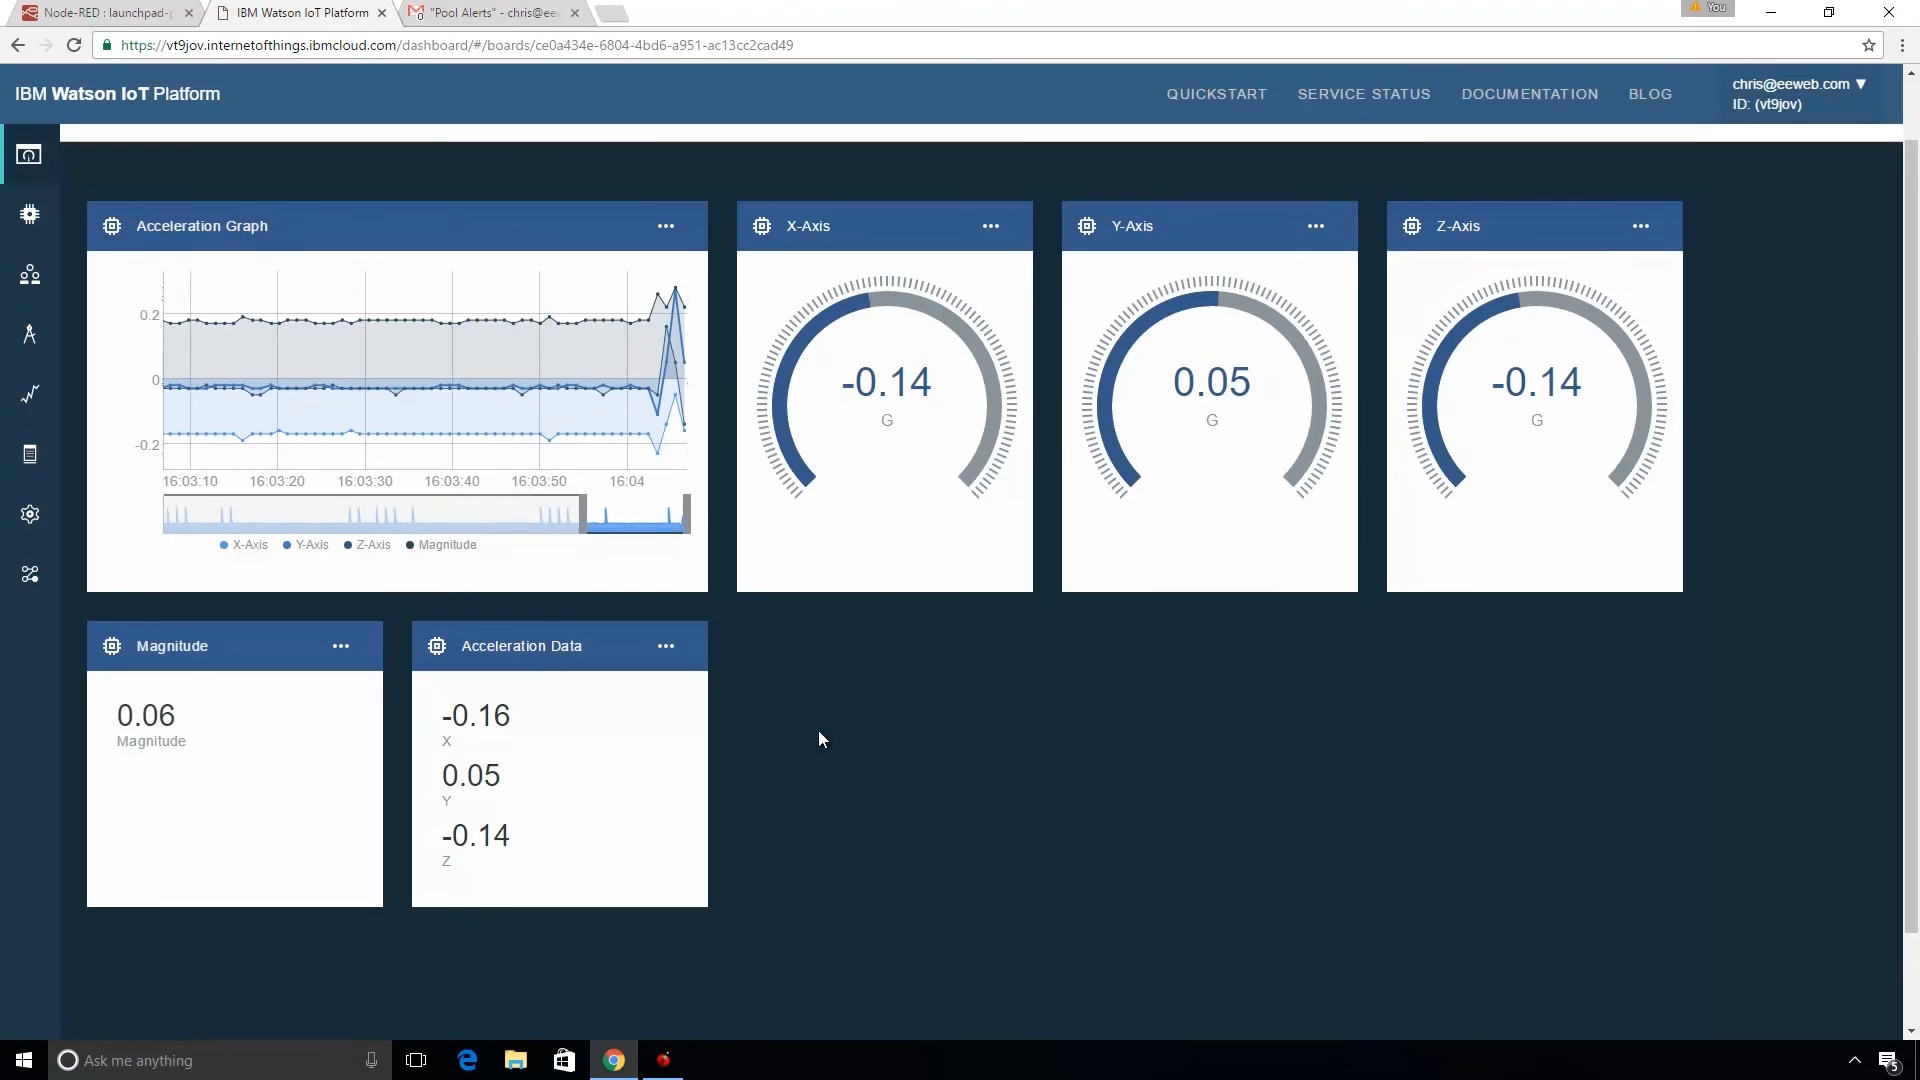 Node-RED : launchpad-p
IBM Watson IoT Platform
"Pool Alerts" - chris@eew
You
https://vt9jov.internetofthings.ibmcloud.com/dashboard/#/boards/ce0a434e-6804-4bd6-a951-ac13cc2cad49
IBM Watson IoT Platform
QUICKSTART
SERVICE STATUS
DOCUMENTATION
BLOG
chris@eeweb.com ▼
ID: (vt9jov)
Acceleration Graph
0.2
0
-0.2
16:03:10 16:03:20 16:03:30 16:03:40 16:03:50 16:04
X-Axis Y-Axis Z-Axis Magnitude
X-Axis
-0.14
G
Y-Axis
0.05
G
Z-Axis
-0.14
G
Magnitude
0.06
Magnitude
Acceleration Data
-0.16
X
0.05
Y
-0.14
Z
Ask me anything
5